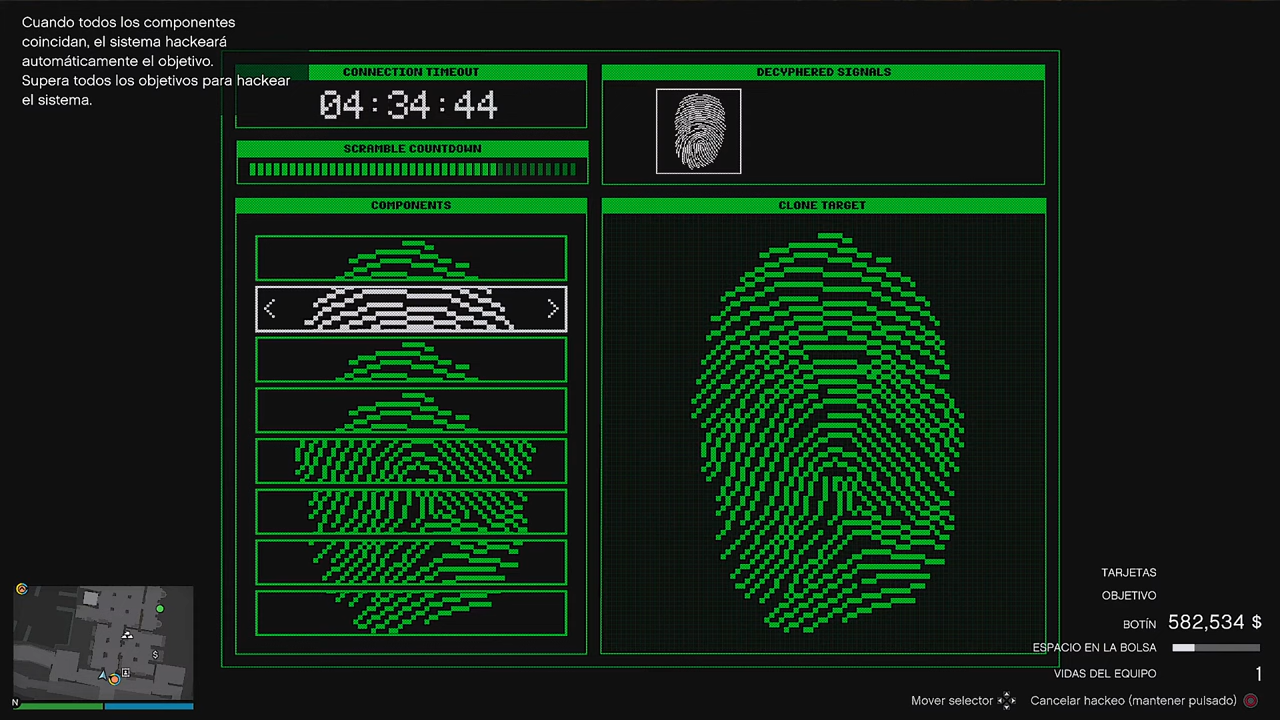 Cuando todos los componentes
coincidan, el sistema hackeará
automáticamente el objetivo.
Supera todos los objetivos para hackear
el sistema.
CONNECTION TIMEOUT
04:34:44
SCRAMBLE COUNTDOWN
COMPONENTS
DECYPHERED SIGNALS
CLONE TARGET
TARJETAS
OBJETIVO
BOTÍN 582,534 $
ESPACIO EN LA BOLSA
VIDAS DEL EQUIPO 1
Mover selector Cancelar hackeo (mantener pulsado)
N
$